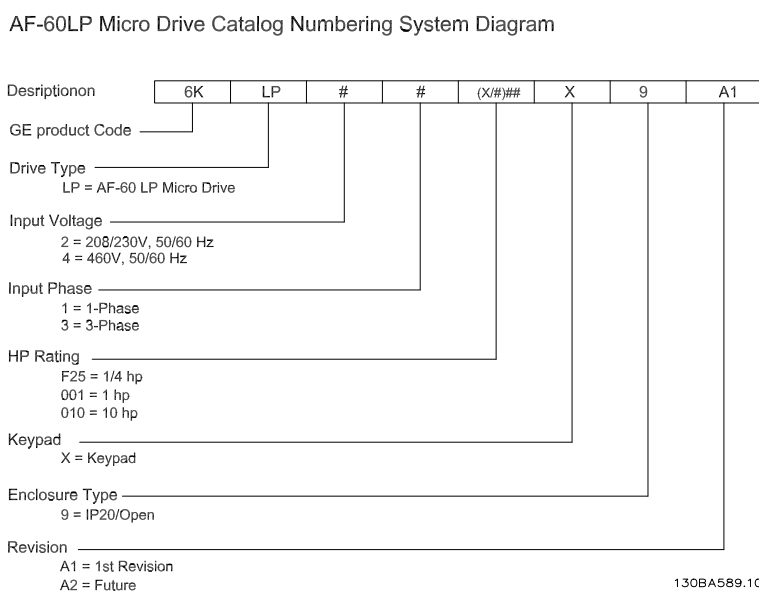 AF-60LP Micro Drive Catalog Numbering System Diagram
Desriptionon 6K LP # # (X/#)## X 9 A1
GE product Code
Drive Type
LP = AF-60 LP Micro Drive
Input Voltage
2 = 208/230V, 50/60 Hz
4 = 460V, 50/60 Hz
Input Phase
1 = 1-Phase
3 = 3-Phase
HP Rating
F25 = 1/4 hp
001 = 1 hp
010 = 10 hp
Keypad
X = Keypad
Enclosure Type
9 = IP20/Open
Revision
A1 = 1st Revision
A2 = Future
130BA589.10